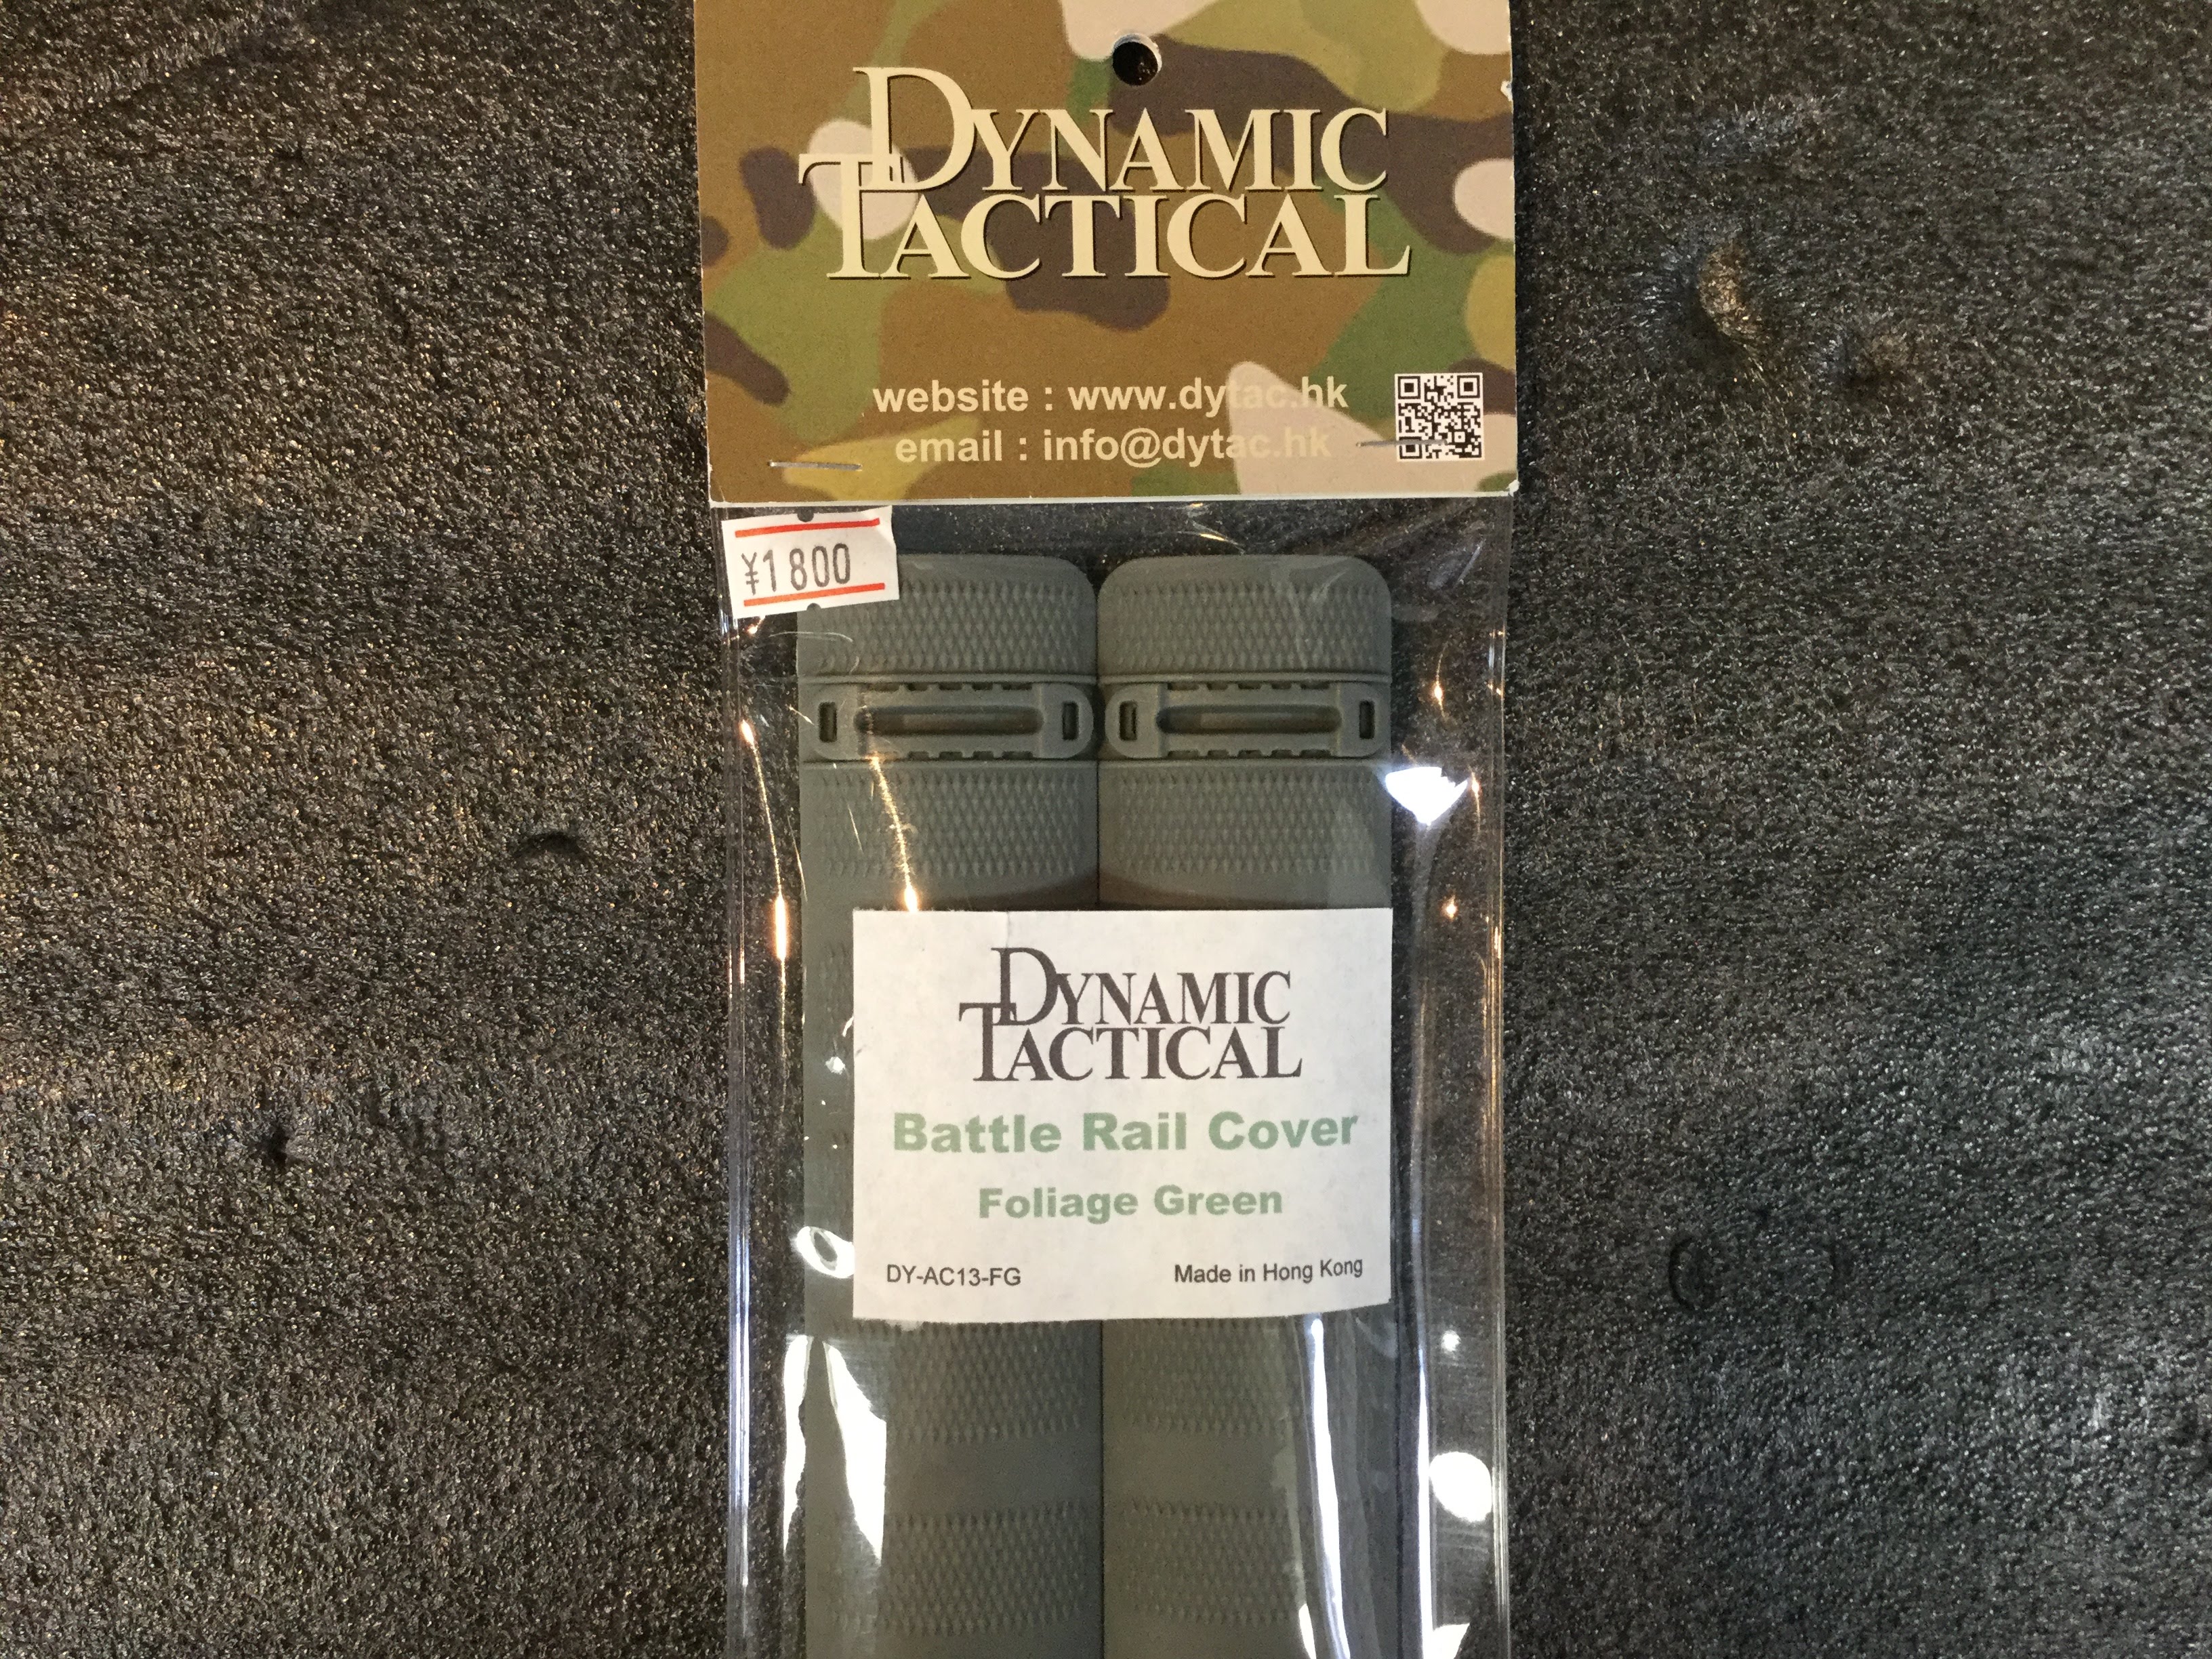 DYNAMIC
TACTICAL
website : www.dytac.hk
email : info@dytac.hk
¥1800
DYNAMIC
TACTICAL
Battle Rail Cover
Foliage Green
DY-AC13-FG Made in Hong Kong